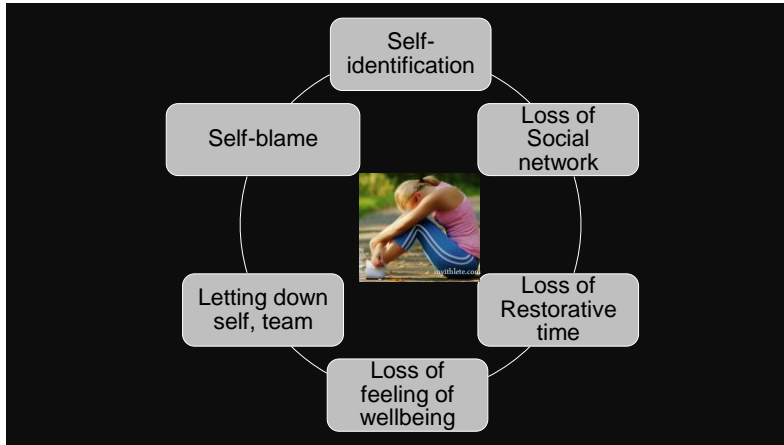 Self-
identification
Loss of
Social
network
Loss of
Restorative
time
Loss of
feeling of
wellbeing
Letting down
self, team
Self-blame
myithlete.com